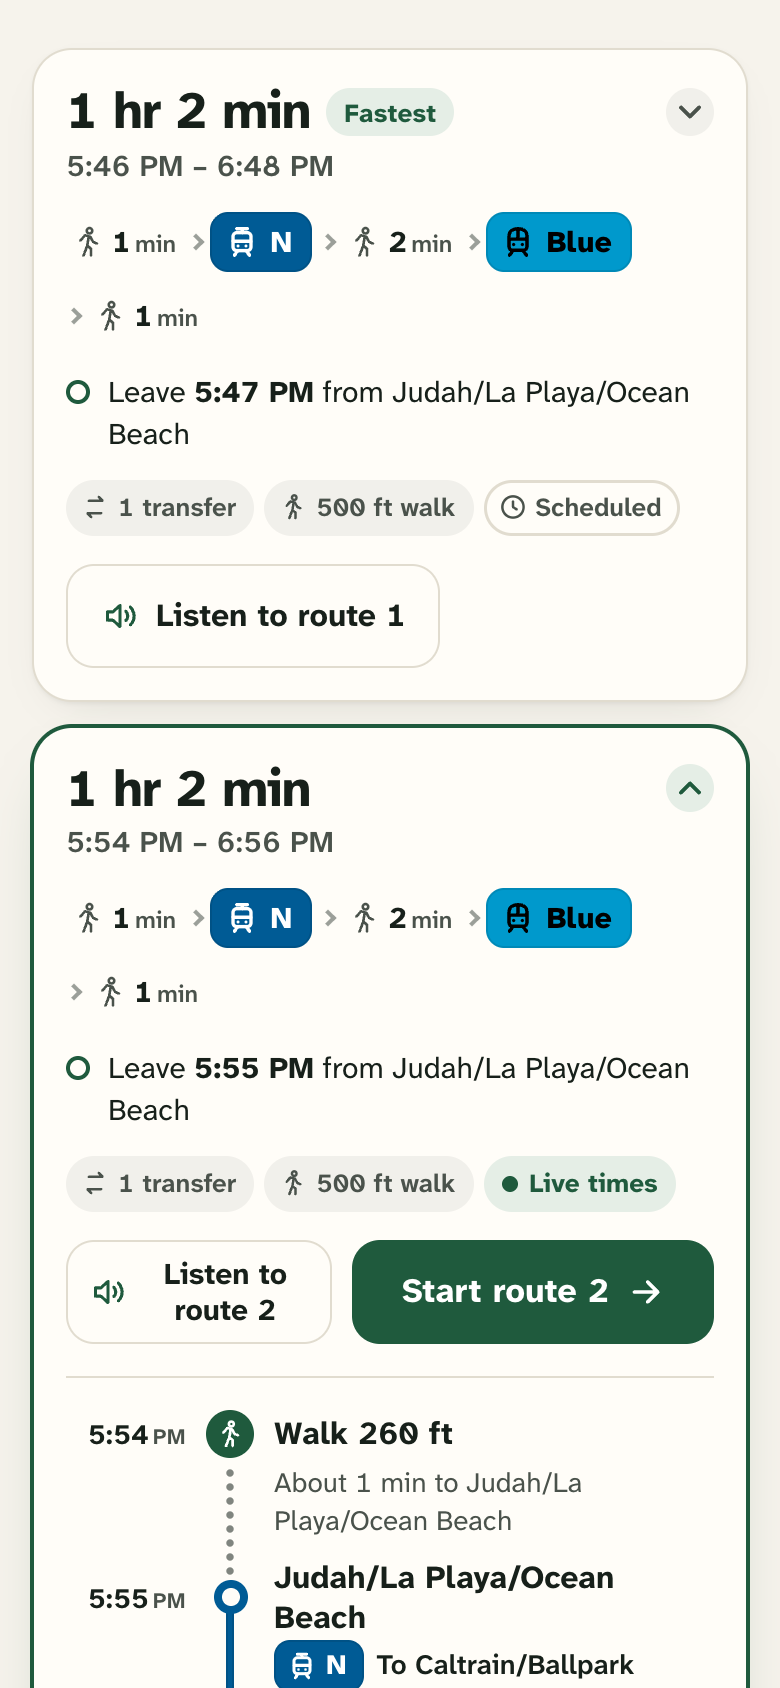 1 hr 2 min Fastest
5:46 PM – 6:48 PM
1 min > N > 2 min > Blue
> 1 min
Leave 5:47 PM from Judah/La Playa/Ocean
Beach
1 transfer 500 ft walk Scheduled
Listen to route 1
1 hr 2 min
5:54 PM – 6:56 PM
1 min > N > 2 min > Blue
> 1 min
Leave 5:55 PM from Judah/La Playa/Ocean
Beach
1 transfer 500 ft walk Live times
Listen to
route 2
Start route 2 →
5:54 PM Walk 260 ft
About 1 min to Judah/La
Playa/Ocean Beach
5:55 PM Judah/La Playa/Ocean
Beach
N To Caltrain/Ballpark